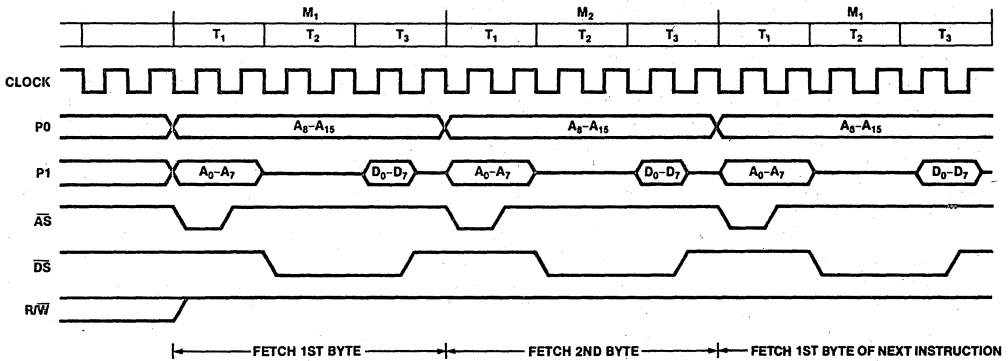 M₁ M₂ M₁
T₁ T₂ T₃ T₁ T₂ T₃ T₁ T₂ T₃
CLOCK
P0 A₈–A₁₅ A₈–A₁₅ A₈–A₁₅
P1 A₀–A₇ D₀–D₇ A₀–A₇ D₀–D₇ A₀–A₇ D₀–D₇
A̅S̅
D̅S̅
R/W̅
FETCH 1ST BYTE FETCH 2ND BYTE FETCH 1ST BYTE OF NEXT INSTRUCTION